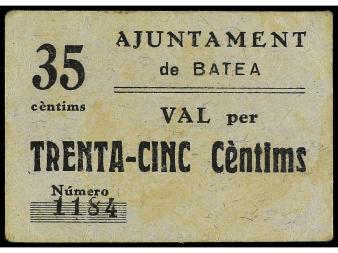 35
cèntims
AJUNTAMENT
de BATEA
VAL per
TRENTA-CINC Cèntims
Número
1184